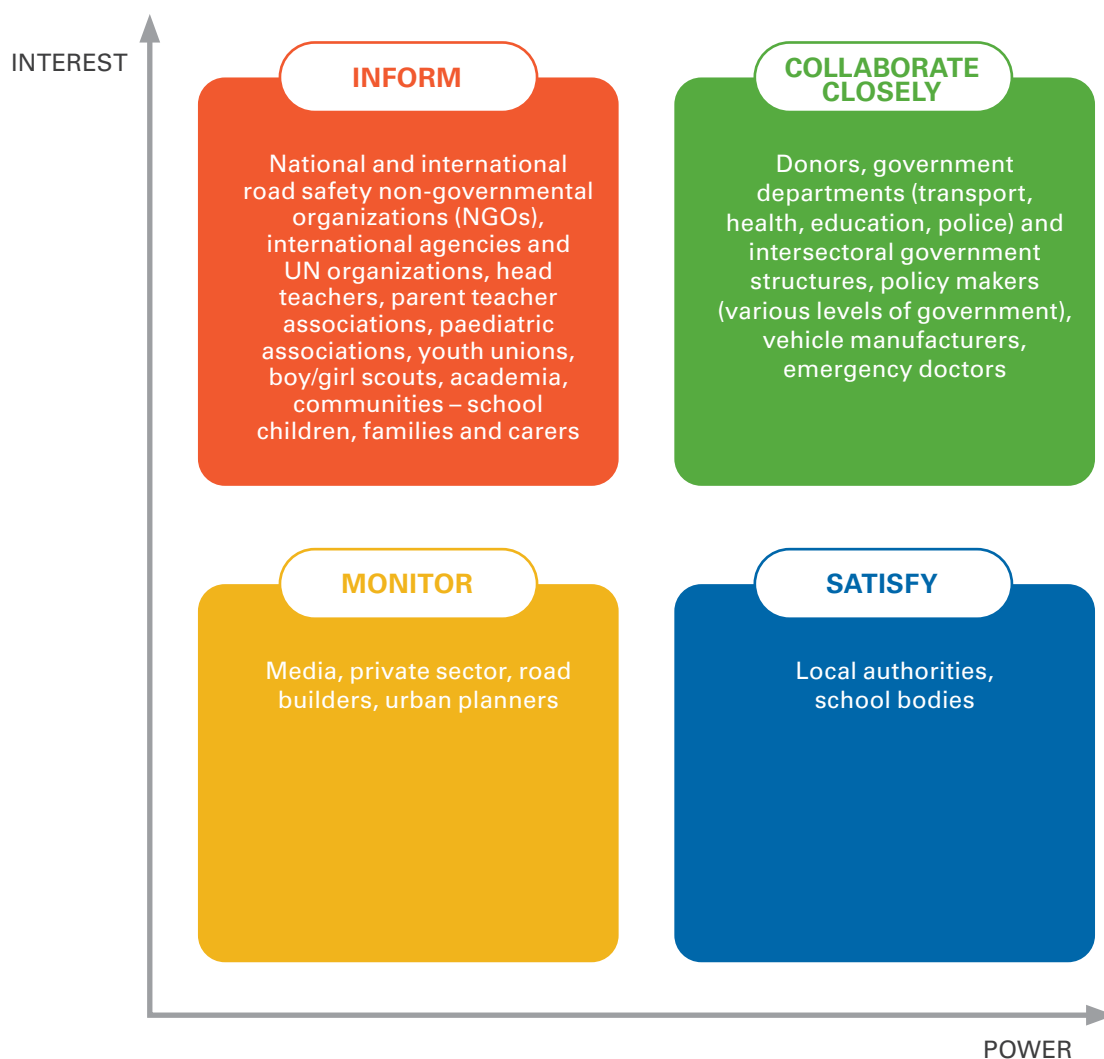 INTEREST
INFORM
National and international
road safety non-governmental
organizations (NGOs),
international agencies and
UN organizations, head
teachers, parent teacher
associations, paediatric
associations, youth unions,
boy/girl scouts, academia,
communities – school
children, families and carers
COLLABORATE
CLOSELY
Donors, government
departments (transport,
health, education, police) and
intersectoral government
structures, policy makers
(various levels of government),
vehicle manufacturers,
emergency doctors
MONITOR
Media, private sector, road
builders, urban planners
SATISFY
Local authorities,
school bodies
POWER